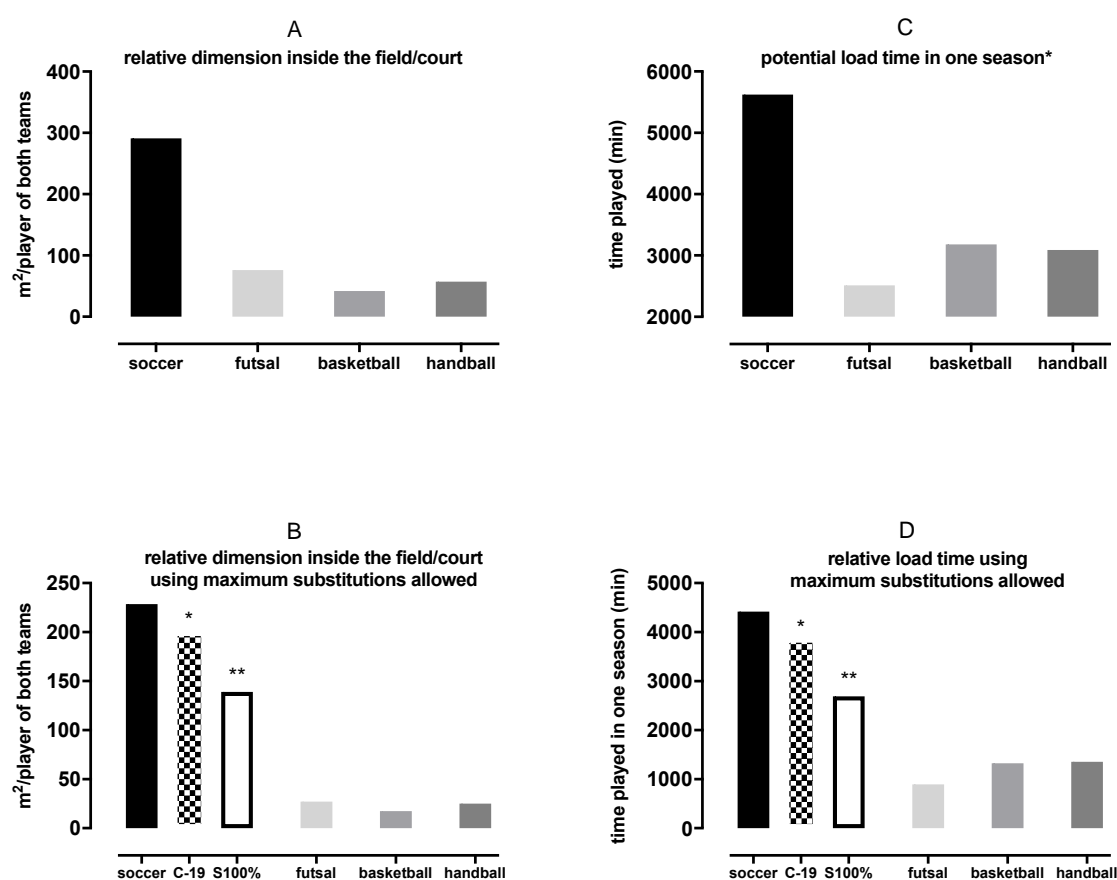 A
relative dimension inside the field/court
m²/player of both teams
400
300
200
100
0
soccer futsal basketball handball
C
potential load time in one season*
time played (min)
6000
5000
4000
3000
2000
soccer futsal basketball handball
B
relative dimension inside the field/court
using maximum substitutions allowed
m²/player of both teams
250
200
150
100
50
0
*
**
soccer C-19 S100% futsal basketball handball
D
relative load time using
maximum substitutions allowed
time played in one season (min)
5000
4000
3000
2000
1000
0
*
**
soccer C-19 S100% futsal basketball handball